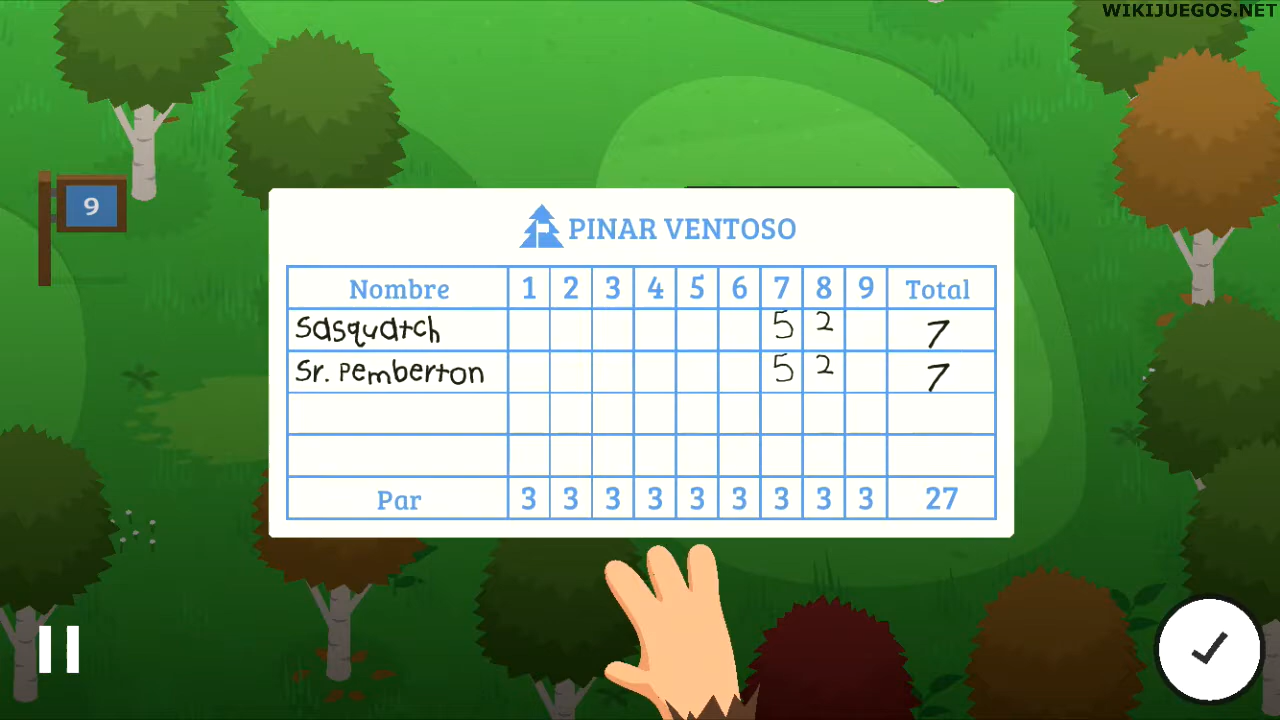 WIKIJUEGOS.NET
9
PINAR VENTOSO
Nombre 1 2 3 4 5 6 7 8 9 Total
Sasquatch 5 2 7
Sr. Pemberton 5 2 7
Par 3 3 3 3 3 3 3 3 3 27